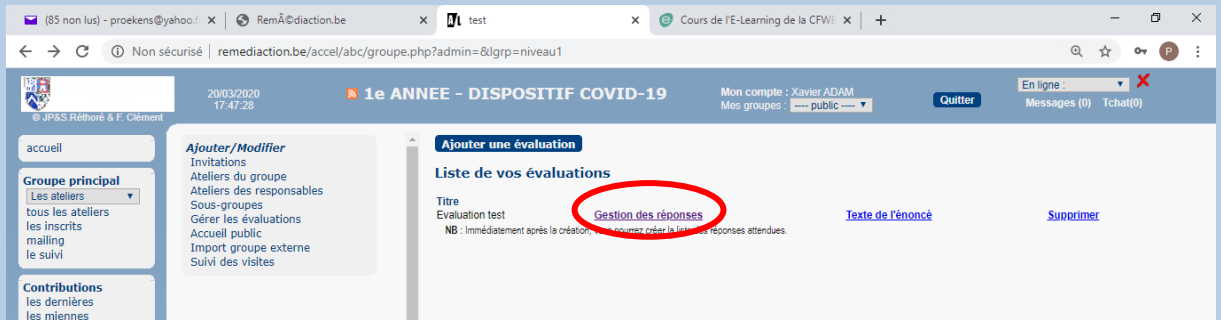 (85 non lus) - proekens@yahoo.f
RemÃ©diaction.be
test
Cours de l'E-Learning de la CFWB
Non sécurisé | remediaction.be/accel/abc/groupe.php?admin=&lgrp=niveau1
P
20/03/2020
17:47:28
1e ANNEE - DISPOSITIF COVID-19
Mon compte : Xavier ADAM
Mes groupes : ---- public ----
Quitter
En ligne :
Messages (0) Tchat(0)
© JP&S.Réthoré & F. Clément
accueil
Groupe principal
Les ateliers
tous les ateliers
les inscrits
mailing
le suivi
Contributions
les dernières
les miennes
Ajouter/Modifier
Invitations
Ateliers du groupe
Ateliers des responsables
Sous-groupes
Gérer les évaluations
Accueil public
Import groupe externe
Suivi des visites
Ajouter une évaluation
Liste de vos évaluations
Titre
Evaluation test Gestion des réponses Texte de l'énoncé Supprimer
NB : Immédiatement après la création, vous pourrez créer la liste des réponses attendues.